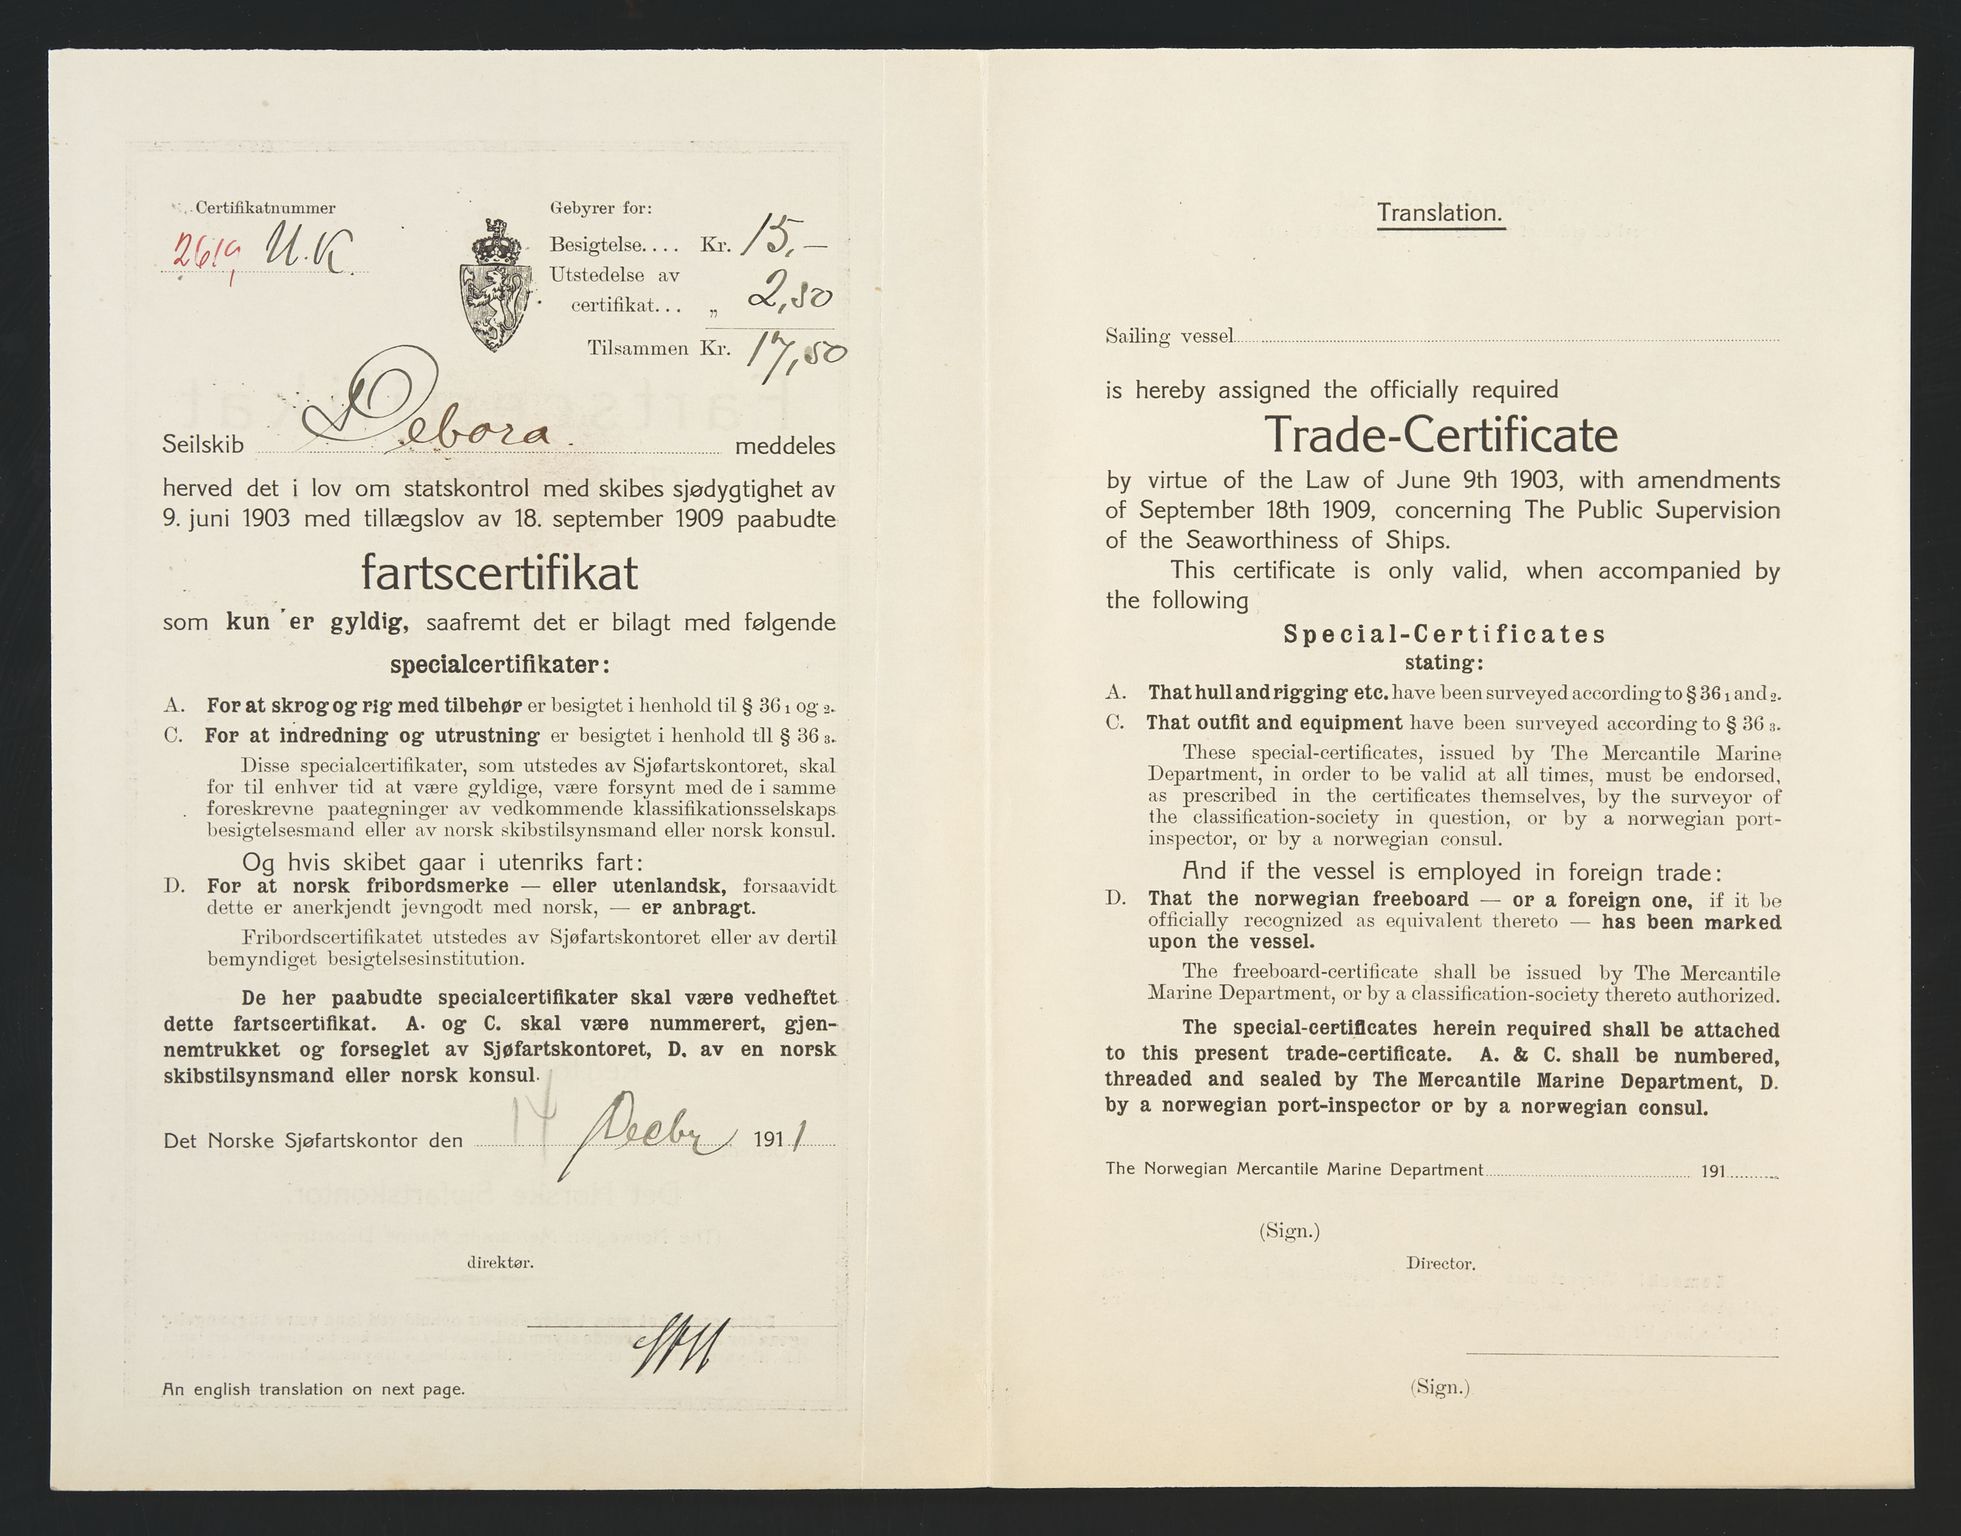 Certifikatnummer
2619 U.K.
Gebyrer for:
Besigtelse.... Kr. 15,—
Utstedelse av
certifikat... „ 2,50
Tilsammen Kr. 17,50
Seilskib Debora. meddeles
herved det i lov om statskontrol med skibes sjødygtighet av
9. juni 1903 med tillægslov av 18. september 1909 paabudte
fartscertifikat
som kun er gyldig, saafremt det er bilagt med følgende
specialcertifikater:
A. For at skrog og rig med tilbehør er besigtet i henhold til § 36 1 og 2.
C. For at indredning og utrustning er besigtet i henhold tll § 36 3.
Disse specialcertifikater, som utstedes av Sjøfartskontoret, skal
for til enhver tid at være gyldige, være forsynt med de i samme
foreskrevne paategninger av vedkommende klassifikationsselskaps
besigtelsesmand eller av norsk skibstilsynsmand eller norsk konsul.
Og hvis skibet gaar i utenriks fart:
D. For at norsk fribordsmerke — eller utenlandsk, forsaavidt
dette er anerkjendt jevngodt med norsk, — er anbragt.
Fribordscertifikatet utstedes av Sjøfartskontoret eller av dertil
bemyndiget besigtelsesinstitution.
De her paabudte specialcertifikater skal være vedheftet
dette fartscertifikat. A. og C. skal være nummerert, gjen-
nemtrukket og forseglet av Sjøfartskontoret, D. av en norsk
skibstilsynsmand eller norsk konsul.
Det Norske Sjøfartskontor den 14 Decbr 1911
direktør.
An english translation on next page.
Translation.
Sailing vessel
is hereby assigned the officially required
Trade-Certificate
by virtue of the Law of June 9th 1903, with amendments
of September 18th 1909, concerning The Public Supervision
of the Seaworthiness of Ships.
This certificate is only valid, when accompanied by
the following
Special-Certificates
stating:
A. That hull and rigging etc. have been surveyed according to § 36 1 and 2.
C. That outfit and equipment have been surveyed according to § 36 3.
These special-certificates, issued by The Mercantile Marine
Department, in order to be valid at all times, must be endorsed,
as prescribed in the certificates themselves, by the surveyor of
the classification-society in question, or by a norwegian port-
inspector, or by a norwegian consul.
And if the vessel is employed in foreign trade:
D. That the norwegian freeboard — or a foreign one, if it be
officially recognized as equivalent thereto — has been marked
upon the vessel.
The freeboard-certificate shall be issued by The Mercantile
Marine Department, or by a classification-society thereto authorized.
The special-certificates herein required shall be attached
to this present trade-certificate. A. & C. shall be numbered,
threaded and sealed by The Mercantile Marine Department, D.
by a norwegian port-inspector or by a norwegian consul.
The Norwegian Mercantile Marine Department 191
(Sign.)
Director.
(Sign.)